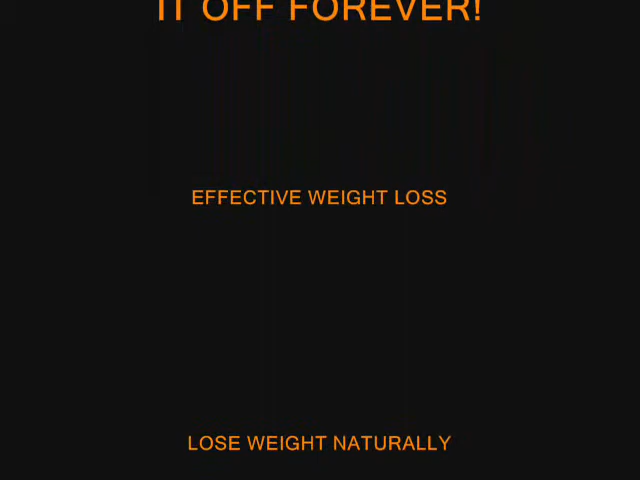 IT OFF FOREVER!
EFFECTIVE WEIGHT LOSS
LOSE WEIGHT NATURALLY